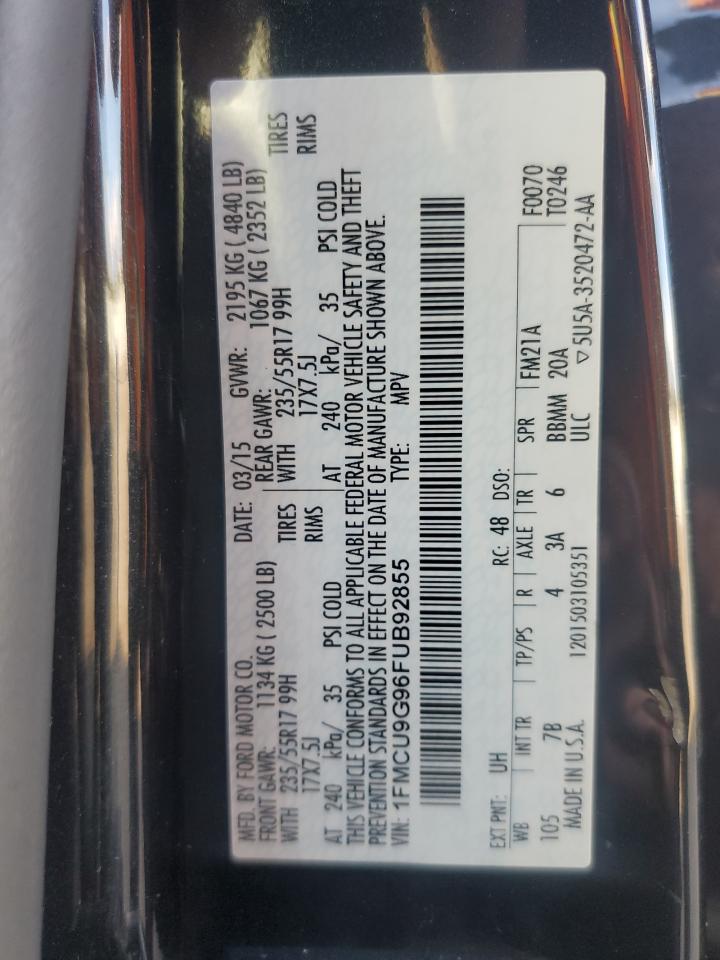 MFD. BY FORD MOTOR CO. DATE: 03/15 GVWR: 2195 KG ( 4840 LB)
FRONT GAWR: 1134 KG ( 2500 LB) REAR GAWR: 1067 KG ( 2352 LB)
WITH 235/55R17 99H TIRES WITH 235/55R17 99H TIRES
17X7.5J RIMS 17X7.5J RIMS
AT 240 kPa/ 35 PSI COLD AT 240 kPa/ 35 PSI COLD
THIS VEHICLE CONFORMS TO ALL APPLICABLE FEDERAL MOTOR VEHICLE SAFETY AND THEFT
PREVENTION STANDARDS IN EFFECT ON THE DATE OF MANUFACTURE SHOWN ABOVE.
VIN: 1FMCU9G96FUB92855 TYPE: MPV
EXT PNT: UH RC: 48 DSO:
WB INT TR TP/PS R AXLE TR SPR FM21A F0070
105 7B 4 3A 6 BBMM 20A T0246
MADE IN U.S.A. 1201503105351 ULC ▽5U5A-3520472-AA